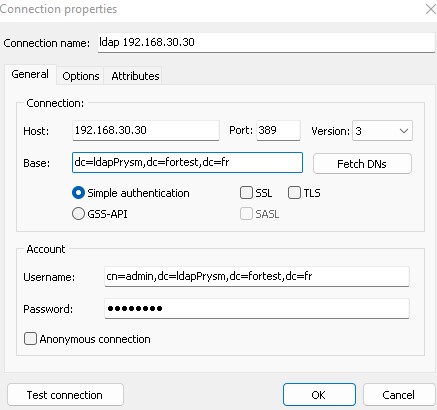 Connection properties
Connection name: ldap 192.168.30.30
General Options Attributes
Connection:
Host: 192.168.30.30 Port: 389 Version: 3
Base: dc=ldapPrysm,dc=fortest,dc=fr Fetch DNs
Simple authentication SSL TLS
GSS-API SASL
Account
Username: cn=admin,dc=ldapPrysm,dc=fortest,dc=fr
Password: ●●●●●●●●
Anonymous connection
Test connection OK Cancel